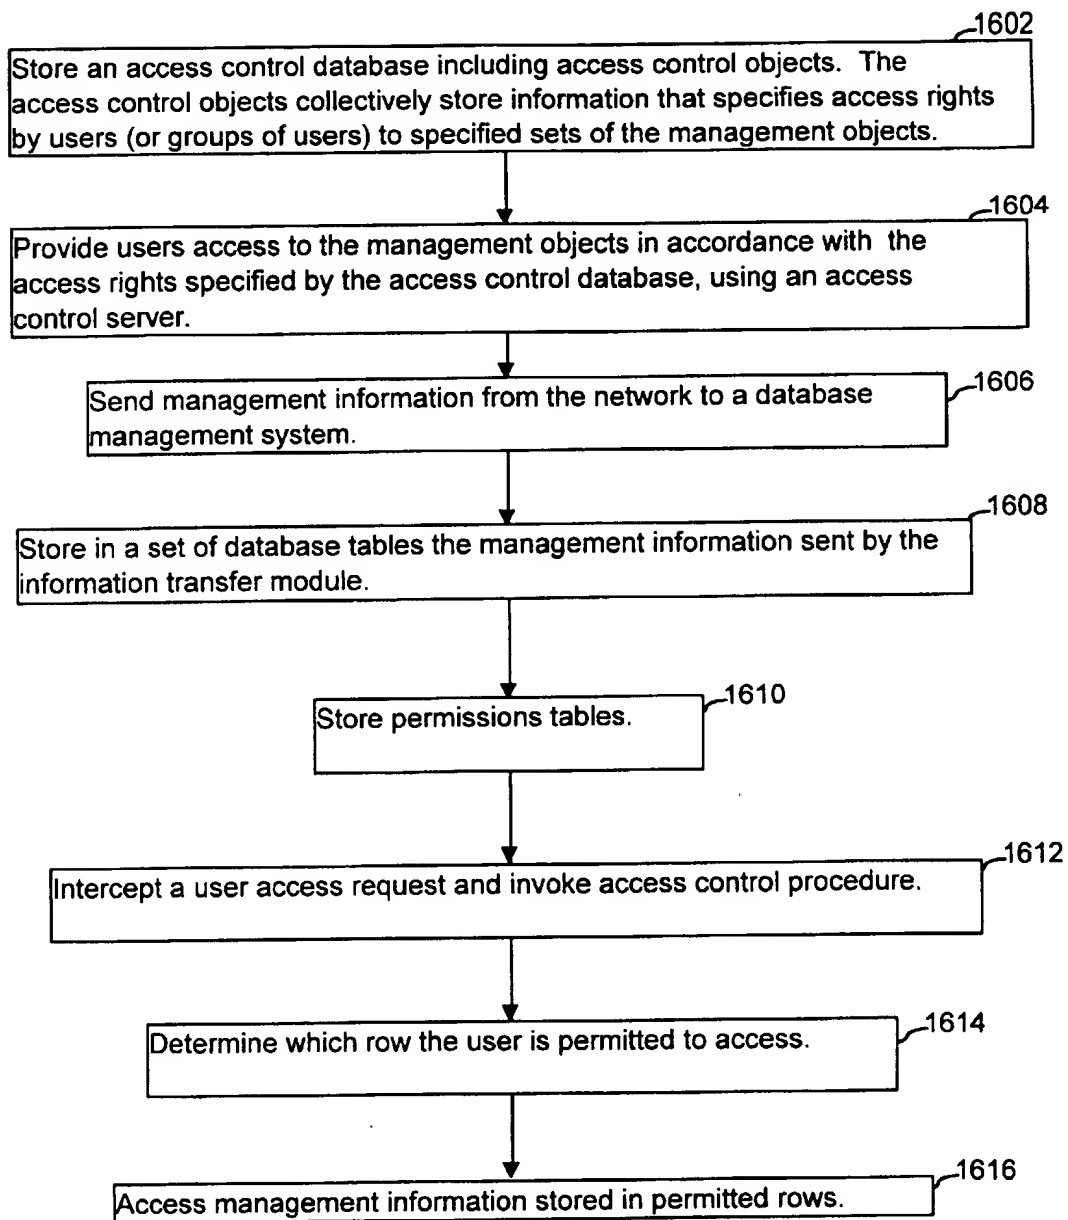 1602
Store an access control database including access control objects. The
access control objects collectively store information that specifies access rights
by users (or groups of users) to specified sets of the management objects.
1604
Provide users access to the management objects in accordance with the
access rights specified by the access control database, using an access
control server.
1606
Send management information from the network to a database
management system.
1608
Store in a set of database tables the management information sent by the
information transfer module.
1610
Store permissions tables.
1612
Intercept a user access request and invoke access control procedure.
1614
Determine which row the user is permitted to access.
1616
Access management information stored in permitted rows.